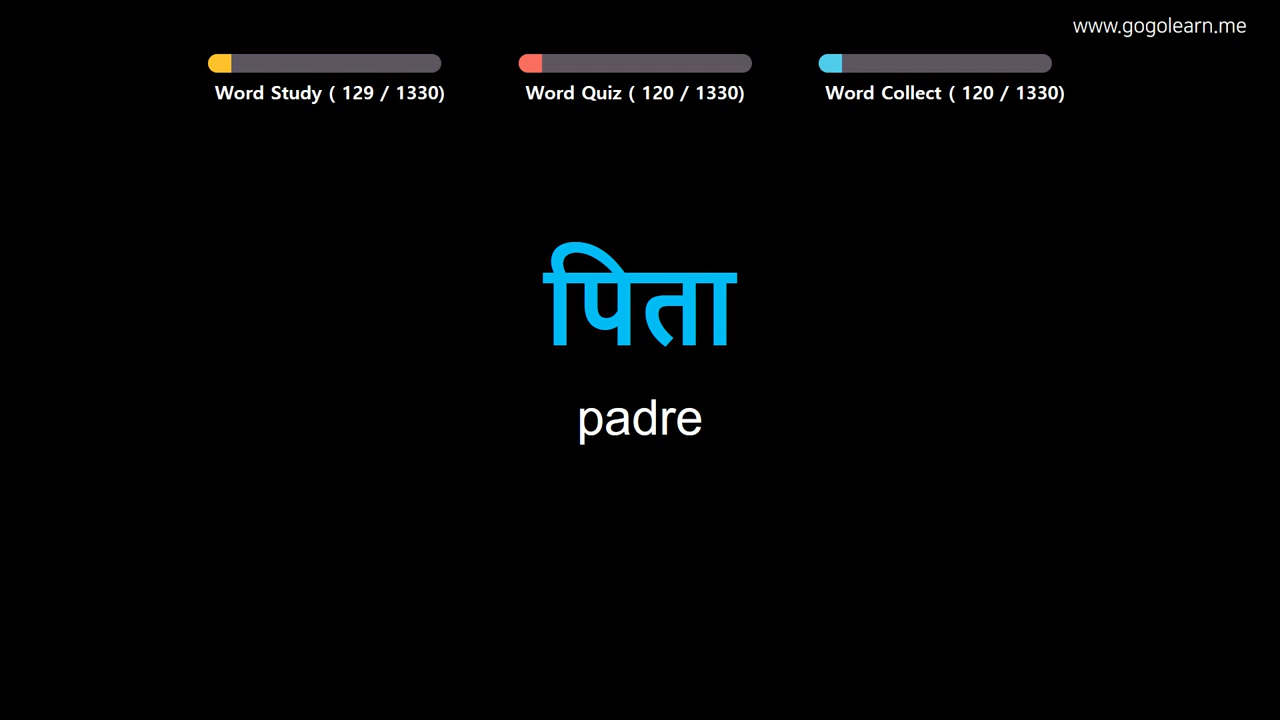 www.gogolearn.me
Word Study ( 129 / 1330)
Word Quiz ( 120 / 1330)
Word Collect ( 120 / 1330)
पिता
padre